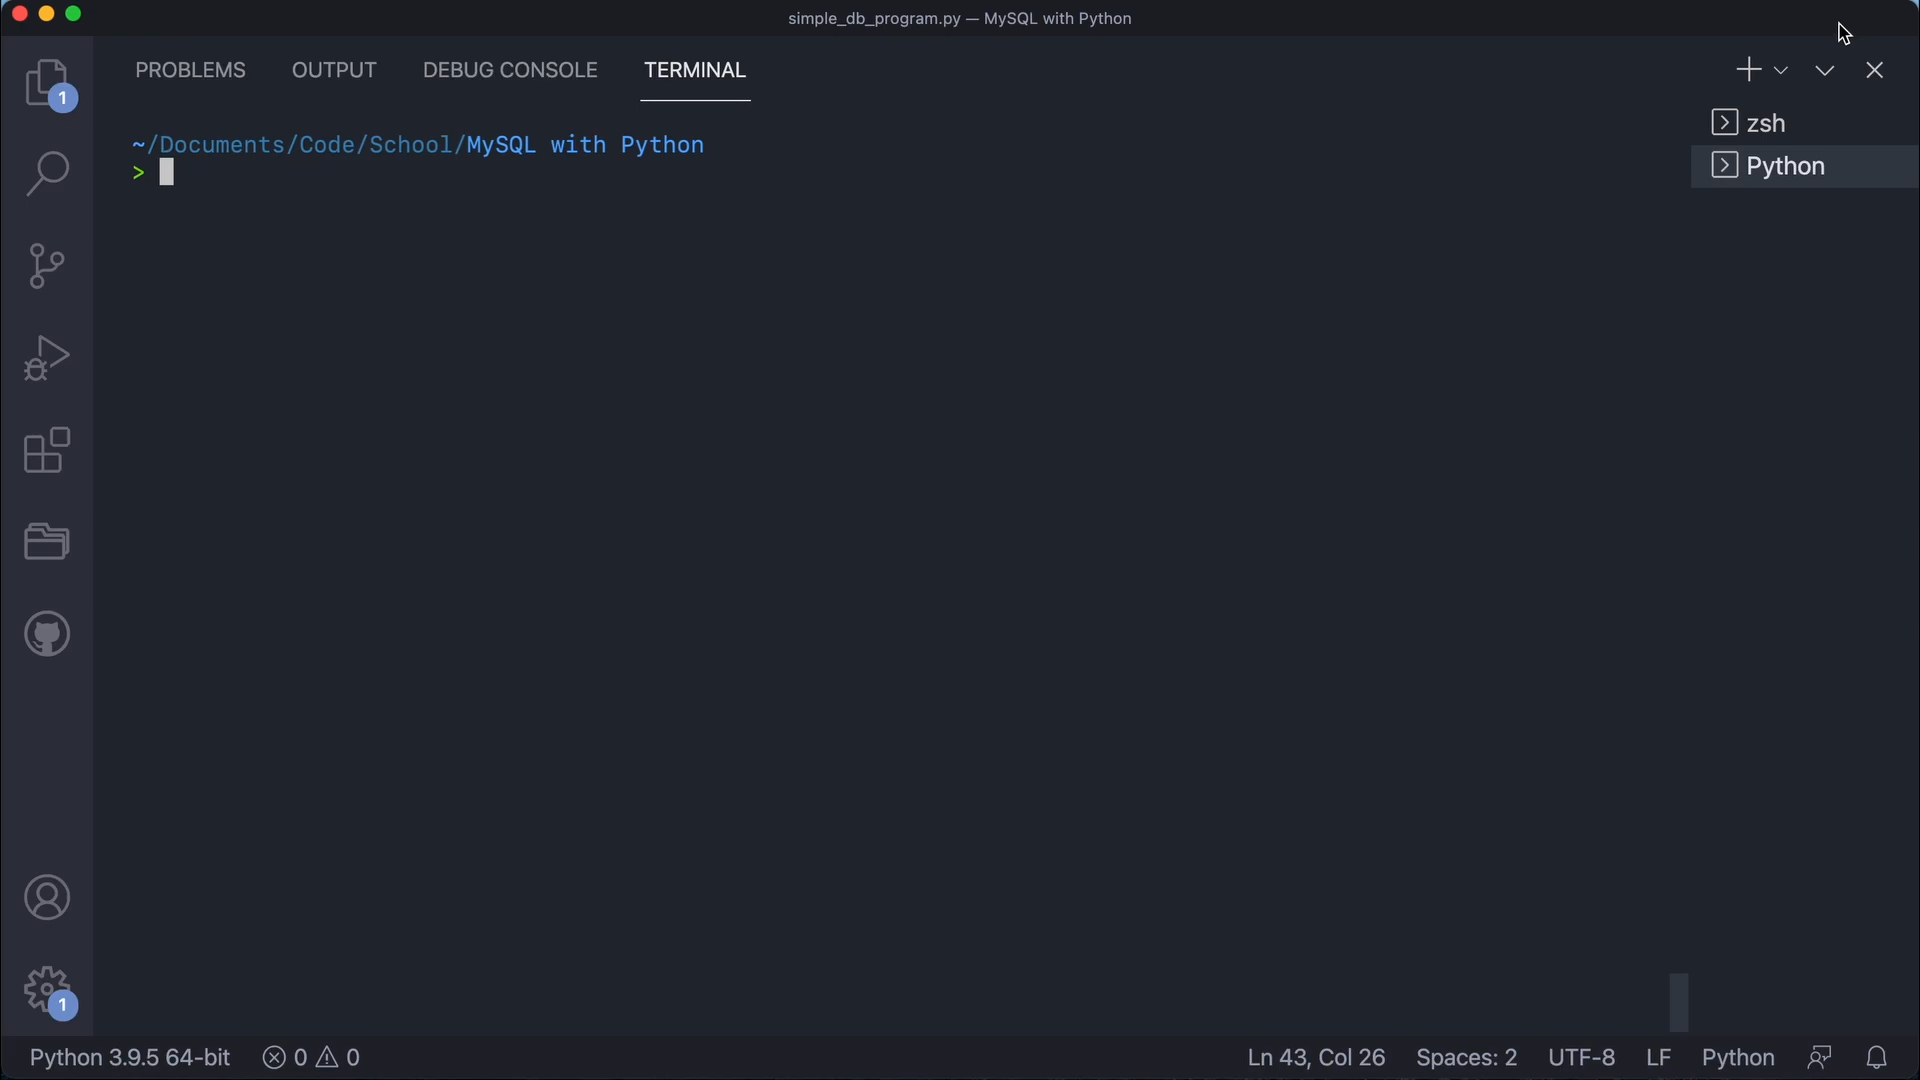 simple_db_program.py — MySQL with Python
PROBLEMS OUTPUT DEBUG CONSOLE TERMINAL
1
zsh
~/Documents/Code/School/MySQL with Python
Python
>
1
Python 3.9.5 64-bit 0 0 Ln 43, Col 26 Spaces: 2 UTF-8 LF Python